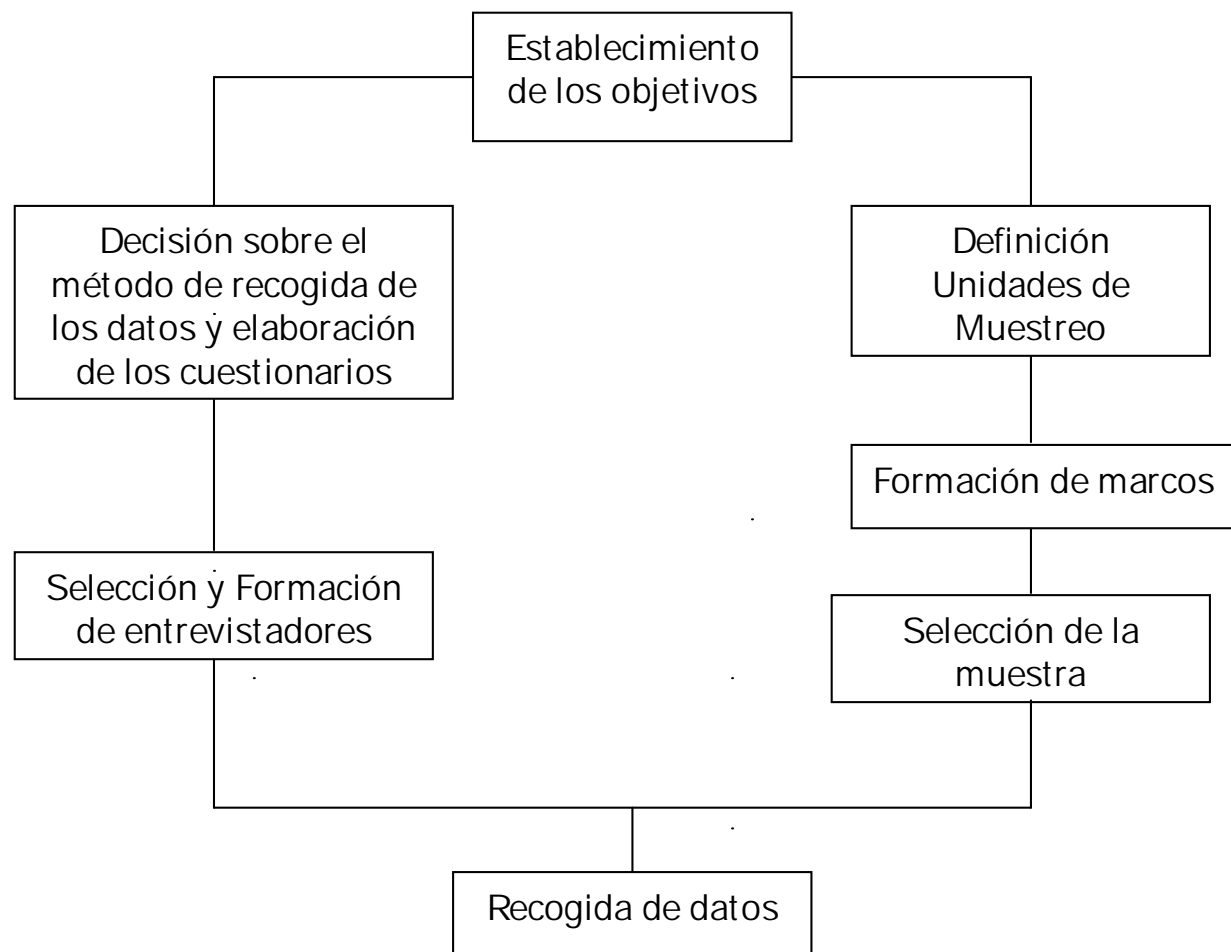 Establecimiento
de los objetivos
Decisión sobre el
método de recogida de
los datos y elaboración
de los cuestionarios
Definición
Unidades de
Muestreo
Formación de marcos
Selección y Formación
de entrevistadores
Selección de la
muestra
Recogida de datos